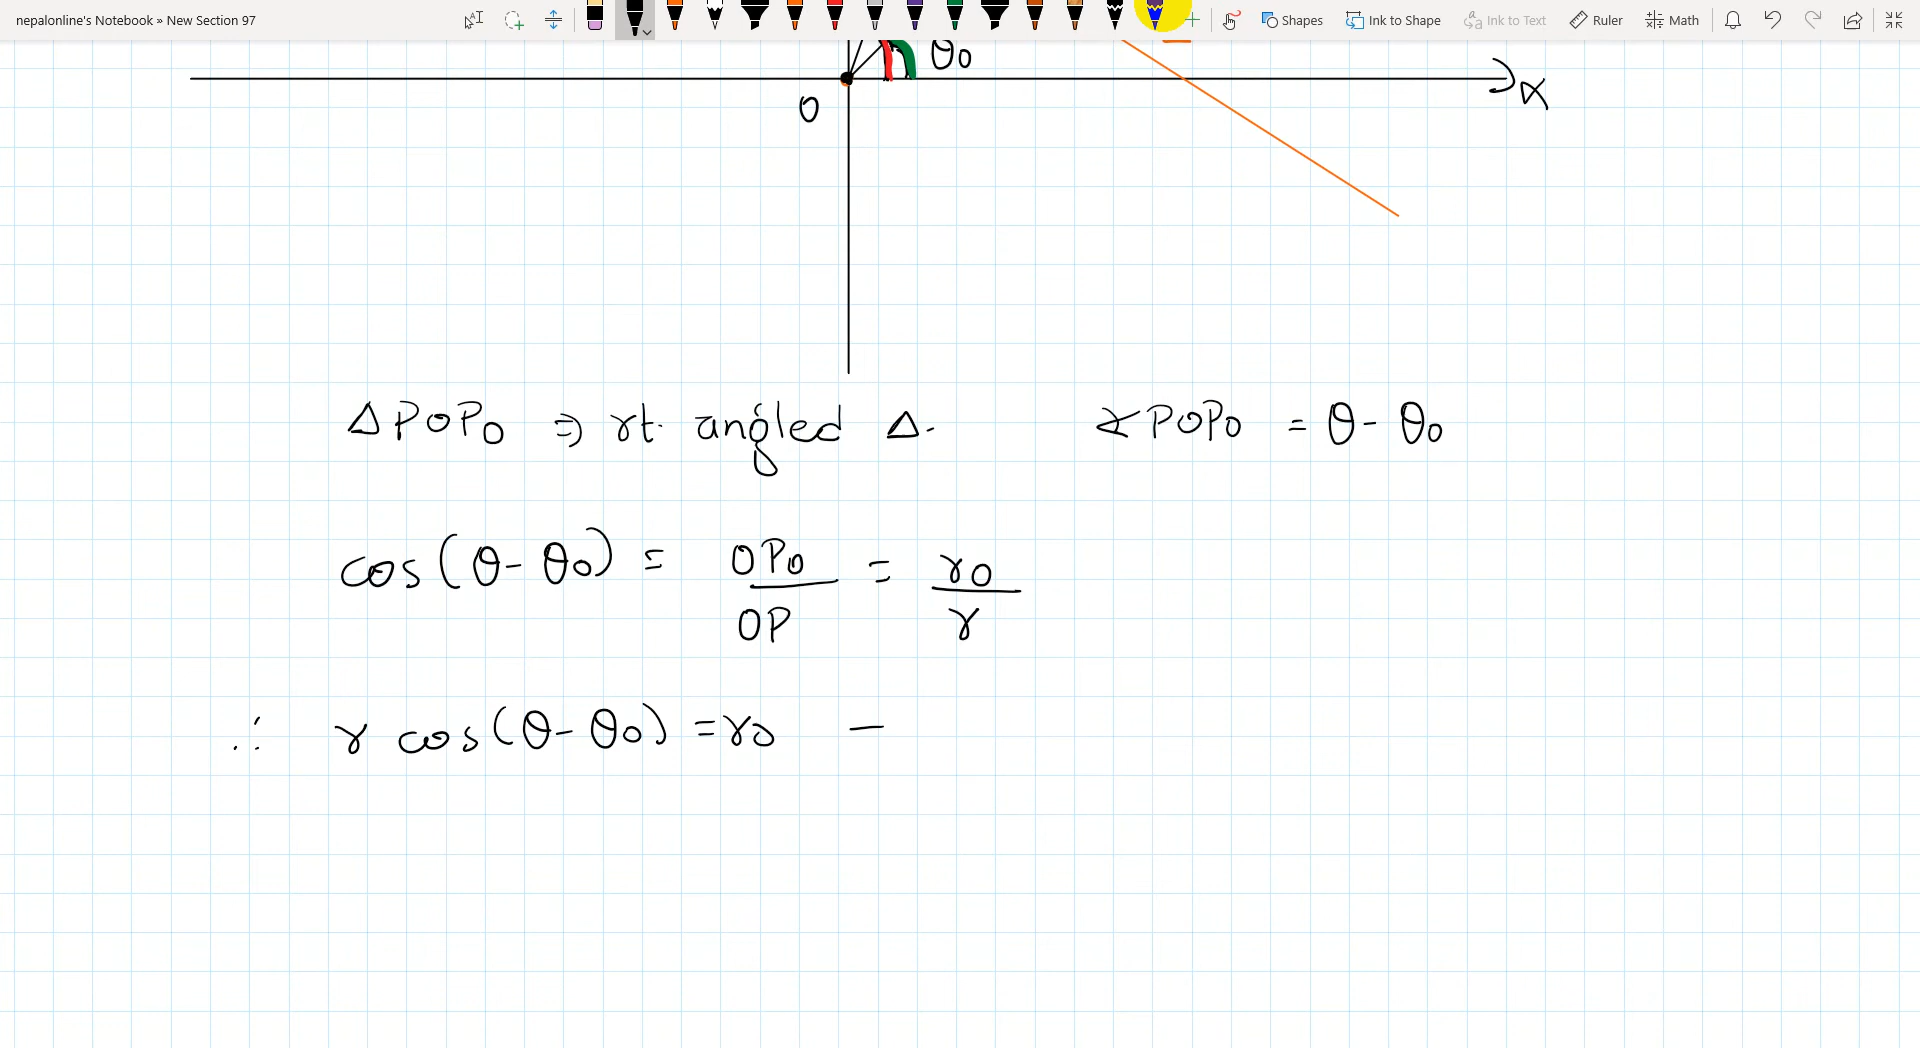 nepalonline's Notebook » New Section 97
Shapes Ink to Shape Ink to Text Ruler Math
θ₀
O x
Δ POP₀ ⇒ rt. angled Δ. ∠POP₀ = θ - θ₀
cos(θ - θ₀) = OP₀/OP = r₀/r
∴ r cos(θ - θ₀) = r₀ —